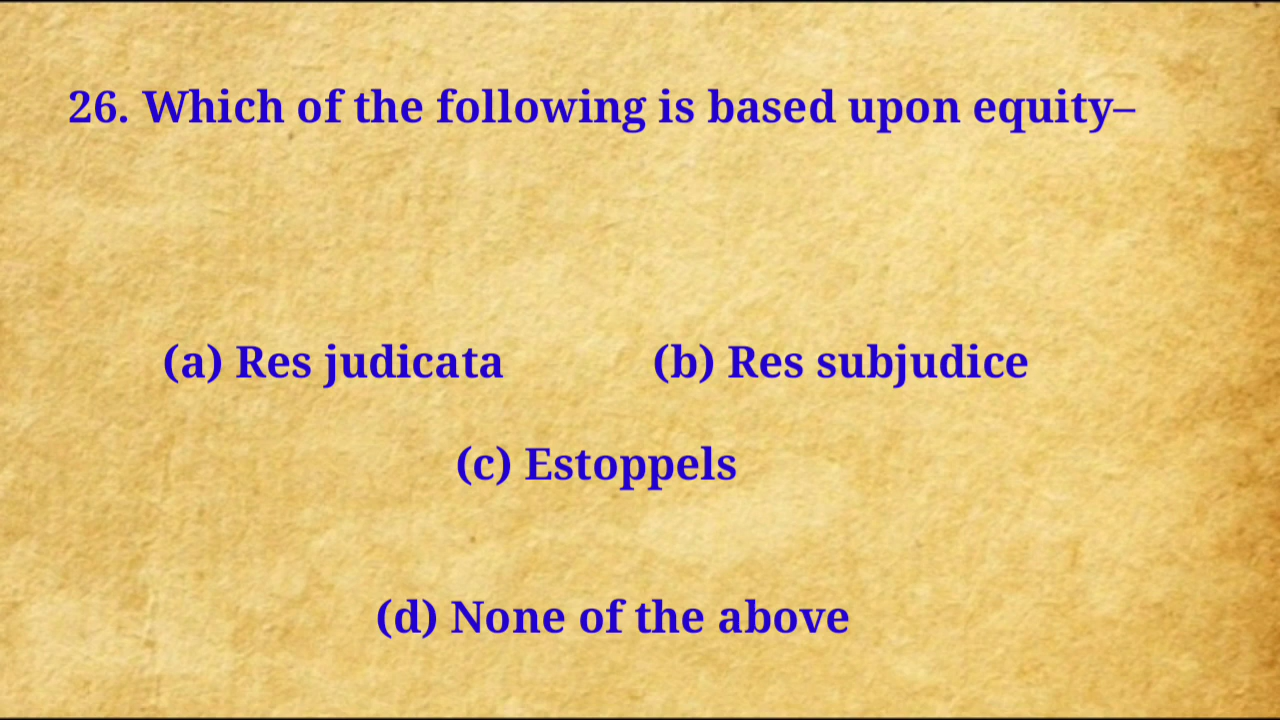 26. Which of the following is based upon equity–
(a) Res judicata (b) Res subjudice
(c) Estoppels
(d) None of the above